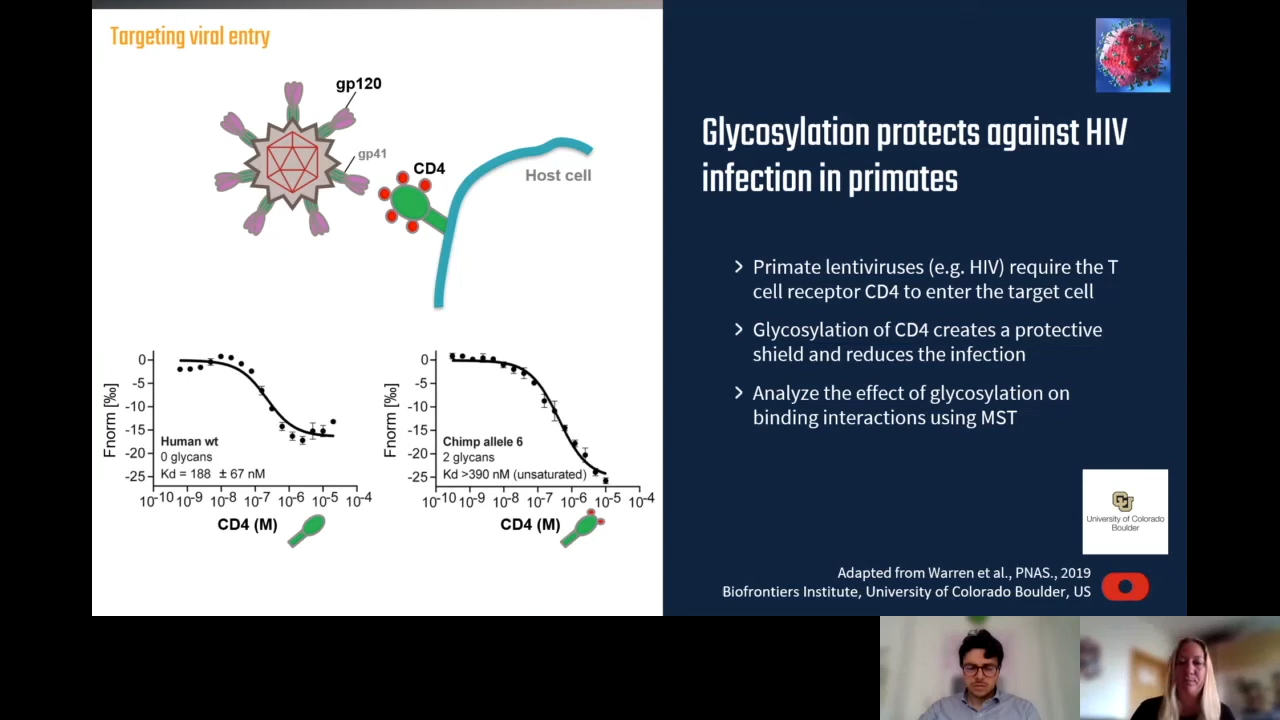 Targeting viral entry
gp120
gp41
CD4
Host cell
Fnorm [‰]
0
-5
-10
-15
-20
-25
Human wt
0 glycans
Kd = 188 ± 67 nM
10-10 10-9 10-8 10-7 10-6 10-5 10-4
CD4 (M)
Fnorm [‰]
0
-5
-10
-15
-20
-25
Chimp allele 6
2 glycans
Kd >390 nM (unsaturated)
10-10 10-9 10-8 10-7 10-6 10-5 10-4
CD4 (M)
Glycosylation protects against HIV
infection in primates
Primate lentiviruses (e.g. HIV) require the T
cell receptor CD4 to enter the target cell
Glycosylation of CD4 creates a protective
shield and reduces the infection
Analyze the effect of glycosylation on
binding interactions using MST
CU
University of Colorado
Boulder
Adapted from Warren et al., PNAS., 2019
Biofrontiers Institute, University of Colorado Boulder, US